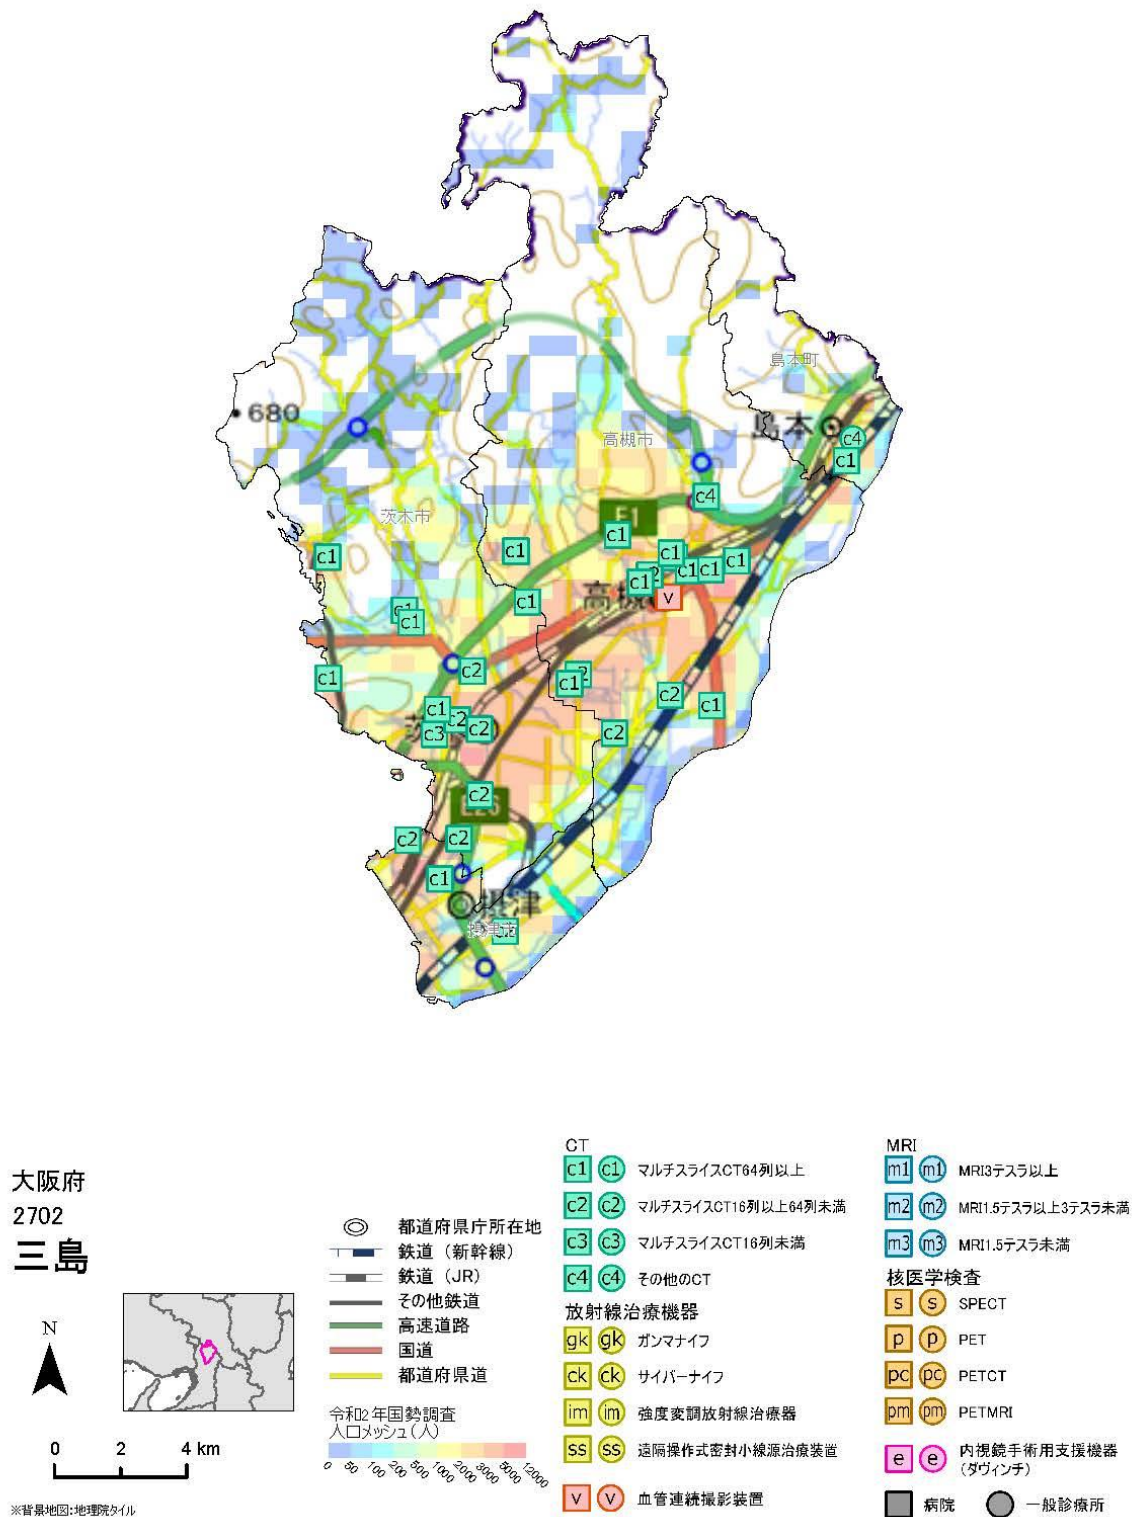 島本町
680
島本
c4
c1
高槻市
c4
茨木市
E1
c1
c1
c1
c1
c1
c1
c1
c1
高槻
v
c1
c1
c1
c2
c1
c1
c2
c1
c1
c2
c3
c2
c2
c2
c2
c2
c1
摂津
摂津市
大阪府
2702
三島
N
0 2 4 km
※背景地図:地理院タイル
都道府県庁所在地
鉄道（新幹線）
鉄道（JR）
その他鉄道
高速道路
国道
都道府県道
令和2年国勢調査
人口メッシュ(人)
0 50 100 200 400 1000 2000 3000 5000 12000
CT
c1 c1 マルチスライスCT64列以上
c2 c2 マルチスライスCT16列以上64列未満
c3 c3 マルチスライスCT16列未満
c4 c4 その他のCT
放射線治療機器
gk gk ガンマナイフ
ck ck サイバーナイフ
im im 強度変調放射線治療器
ss ss 遠隔操作式密封小線源治療装置
v v 血管連続撮影装置
MRI
m1 m1 MRI3テスラ以上
m2 m2 MRI1.5テスラ以上3テスラ未満
m3 m3 MRI1.5テスラ未満
核医学検査
s s SPECT
p p PET
pc pc PETCT
pm pm PETMRI
e e 内視鏡手術用支援機器
(ダヴィンチ)
病院 一般診療所